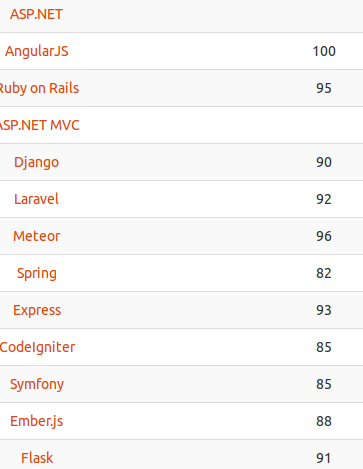 ASP.NET
AngularJS 100
Ruby on Rails 95
ASP.NET MVC
Django 90
Laravel 92
Meteor 96
Spring 82
Express 93
CodeIgniter 85
Symfony 85
Ember.js 88
Flask 91